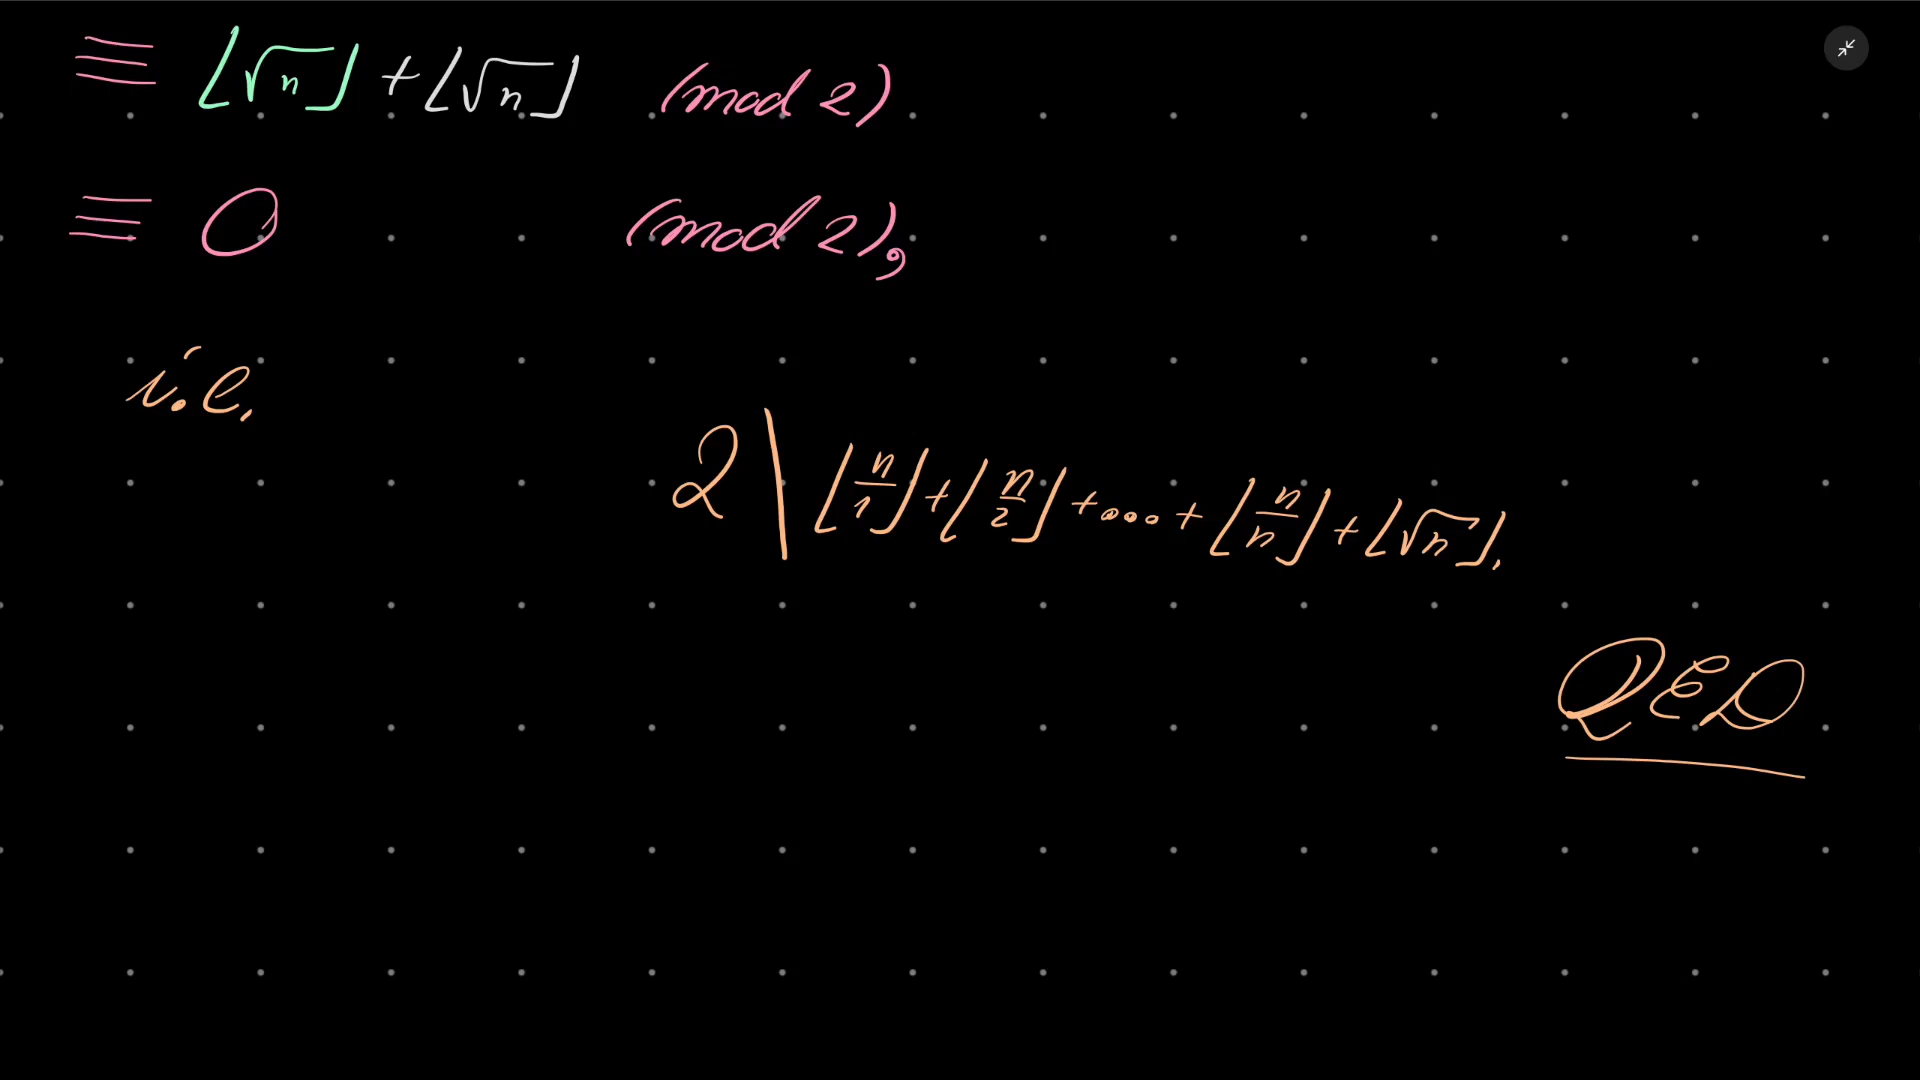 ≡ ⌊√n⌋ + ⌊√n⌋ (mod 2)
≡ 0 (mod 2),
i.e.
2 | ⌊n/1⌋ + ⌊n/2⌋ + ... + ⌊n/n⌋ + ⌊√n⌋.
QED